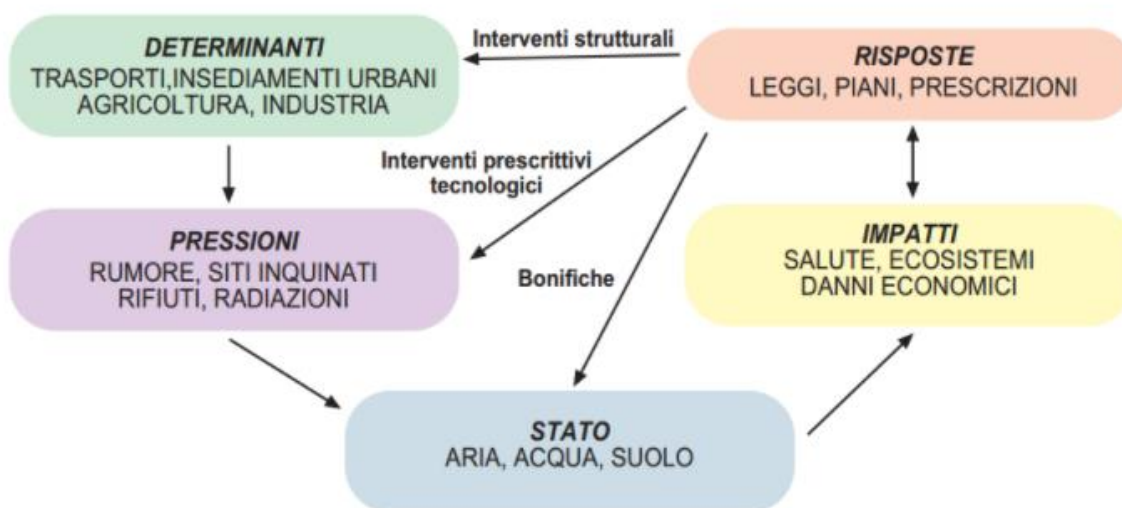 DETERMINANTI
TRASPORTI,INSEDIAMENTI URBANI
AGRICOLTURA, INDUSTRIA
Interventi strutturali
RISPOSTE
LEGGI, PIANI, PRESCRIZIONI
Interventi prescrittivi
tecnologici
PRESSIONI
RUMORE, SITI INQUINATI
RIFIUTI, RADIAZIONI
Bonifiche
IMPATTI
SALUTE, ECOSISTEMI
DANNI ECONOMICI
STATO
ARIA, ACQUA, SUOLO